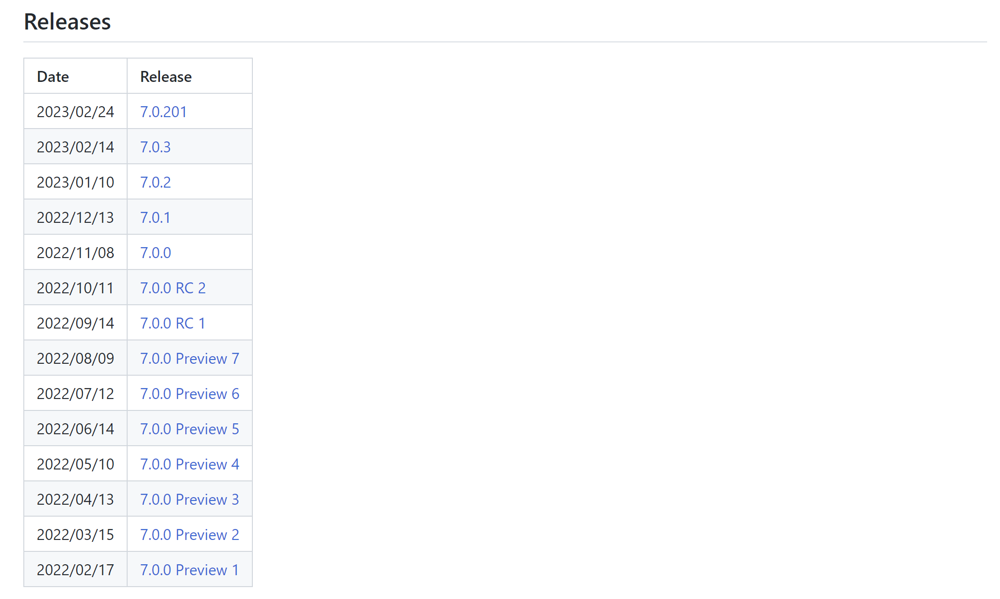 Releases
Date Release
2023/02/24 7.0.201
2023/02/14 7.0.3
2023/01/10 7.0.2
2022/12/13 7.0.1
2022/11/08 7.0.0
2022/10/11 7.0.0 RC 2
2022/09/14 7.0.0 RC 1
2022/08/09 7.0.0 Preview 7
2022/07/12 7.0.0 Preview 6
2022/06/14 7.0.0 Preview 5
2022/05/10 7.0.0 Preview 4
2022/04/13 7.0.0 Preview 3
2022/03/15 7.0.0 Preview 2
2022/02/17 7.0.0 Preview 1